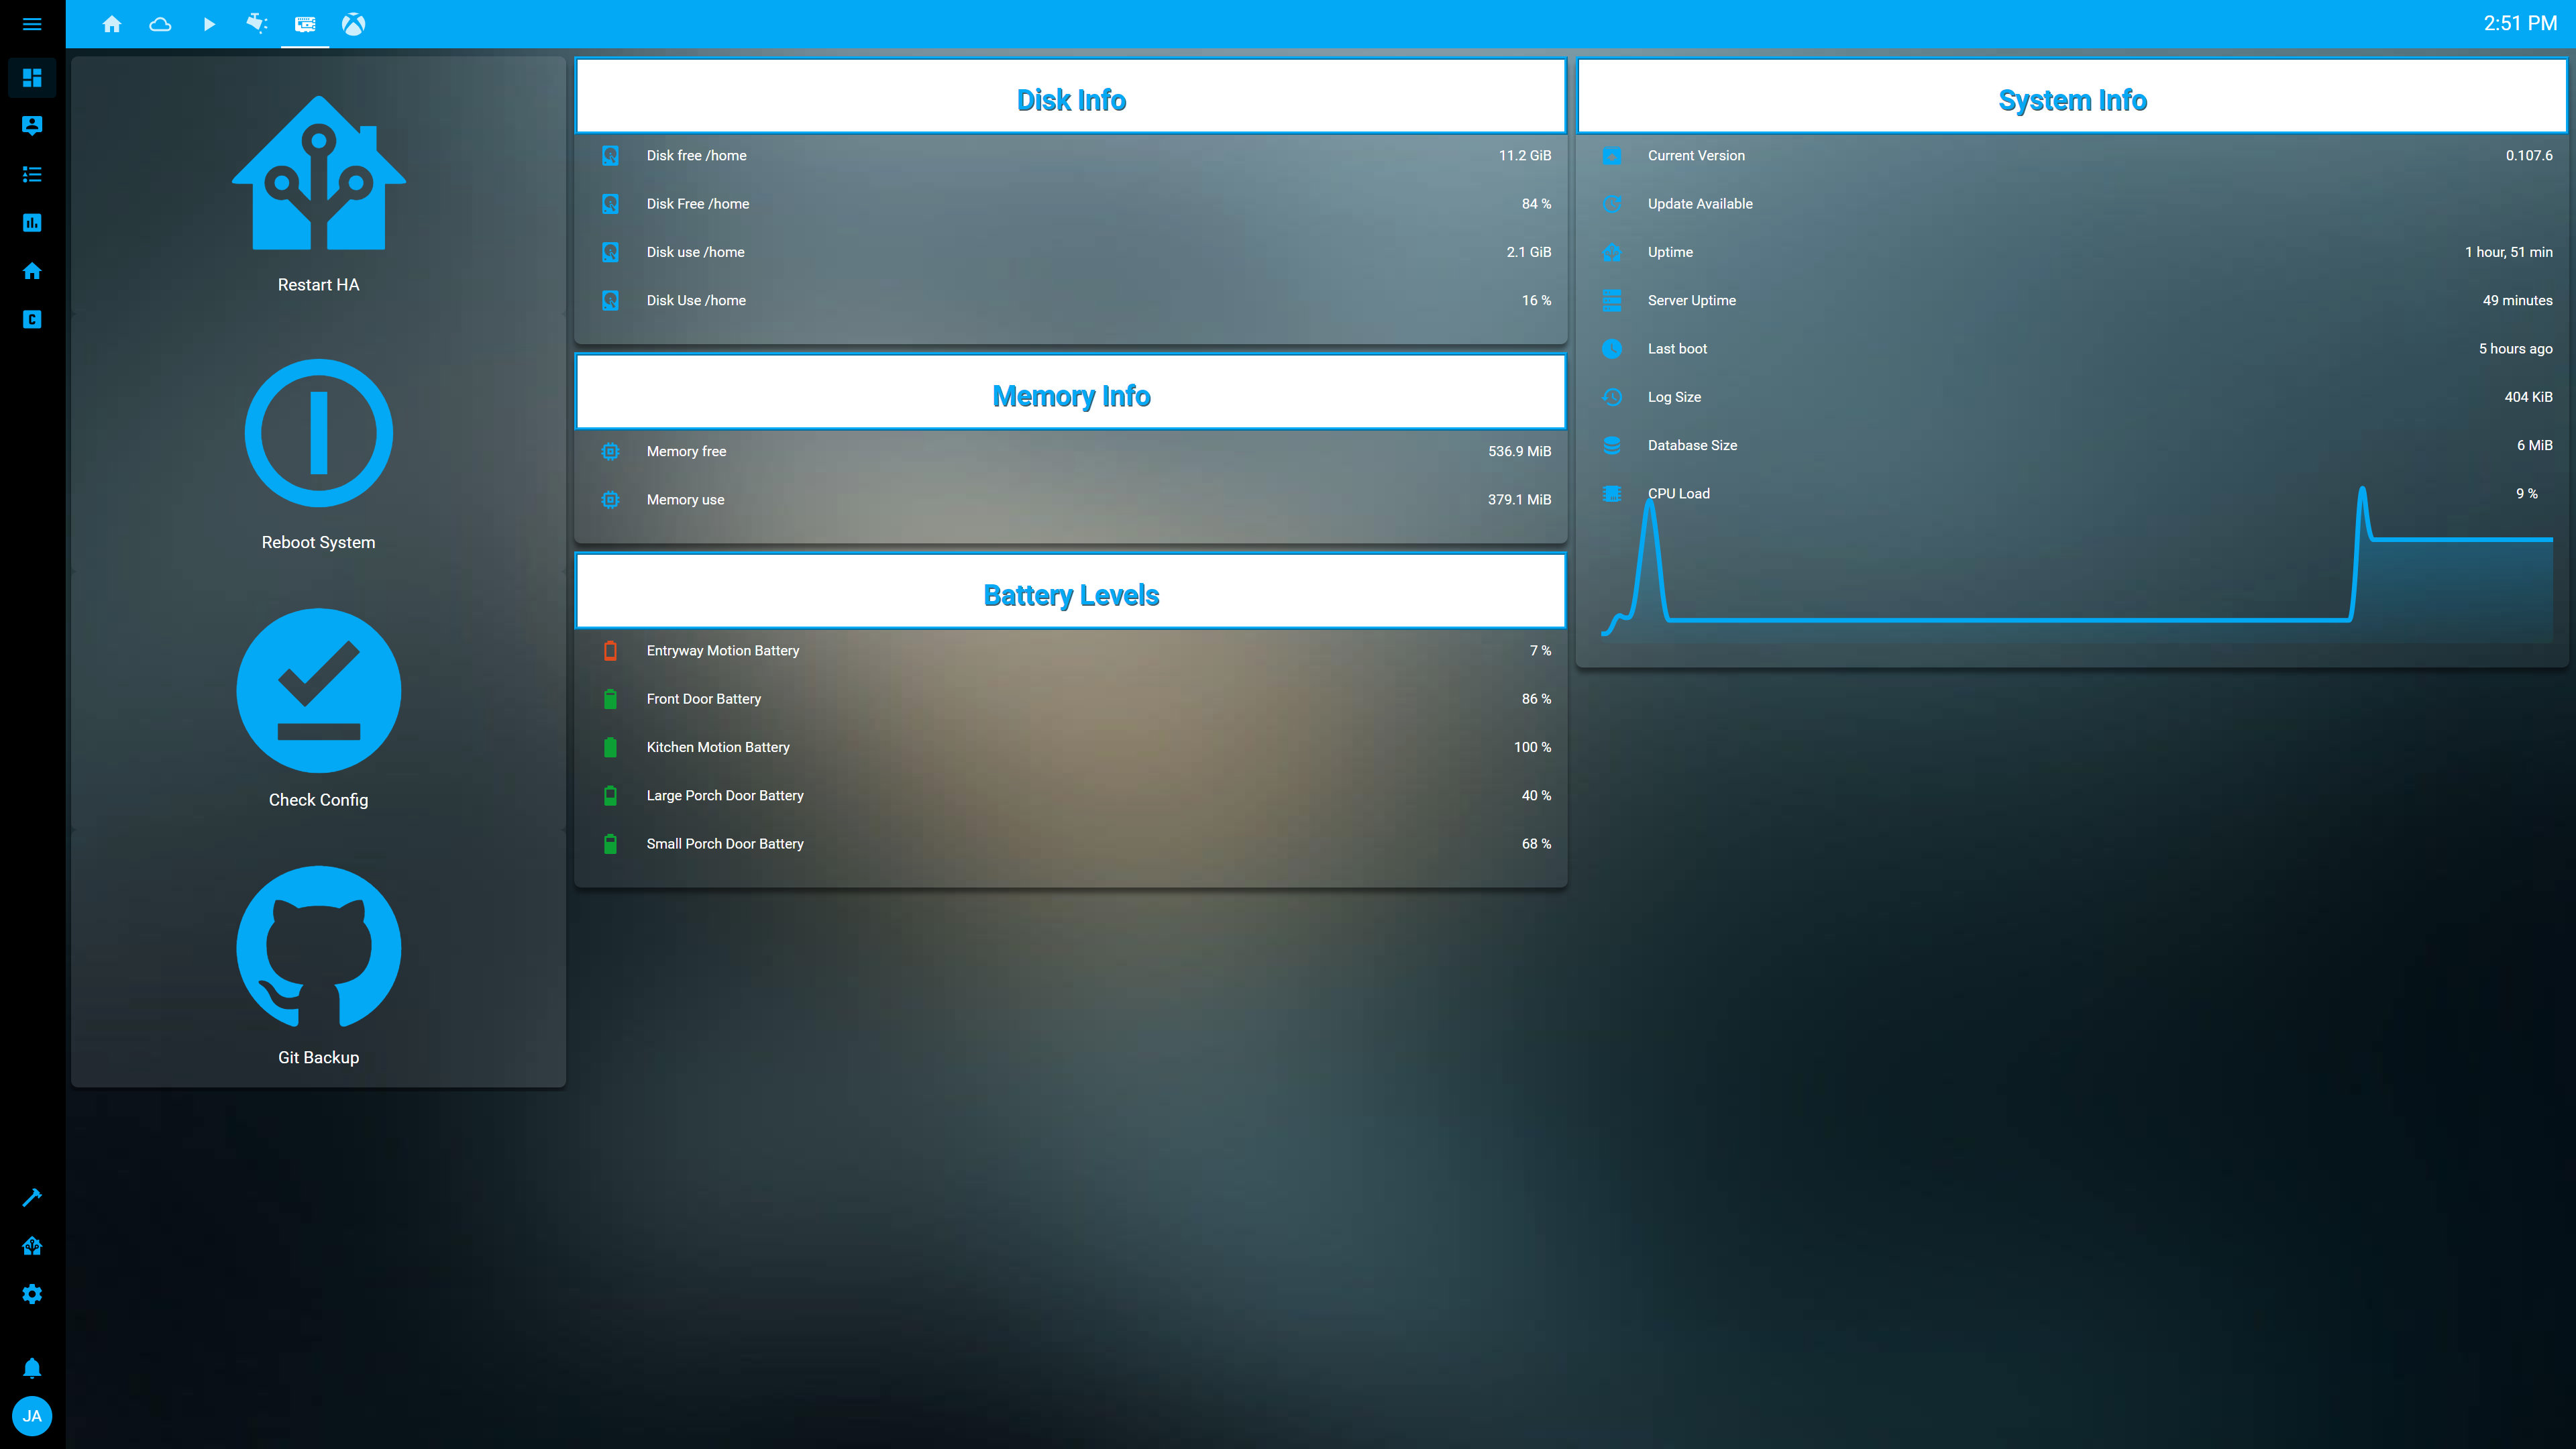 2:51 PM
Restart HA
Reboot System
Check Config
Git Backup
Disk Info
Disk free /home 11.2 GiB
Disk Free /home 84 %
Disk use /home 2.1 GiB
Disk Use /home 16 %
Memory Info
Memory free 536.9 MiB
Memory use 379.1 MiB
Battery Levels
Entryway Motion Battery 7 %
Front Door Battery 86 %
Kitchen Motion Battery 100 %
Large Porch Door Battery 40 %
Small Porch Door Battery 68 %
System Info
Current Version 0.107.6
Update Available
Uptime 1 hour, 51 min
Server Uptime 49 minutes
Last boot 5 hours ago
Log Size 404 KiB
Database Size 6 MiB
CPU Load 9 %
C
JA